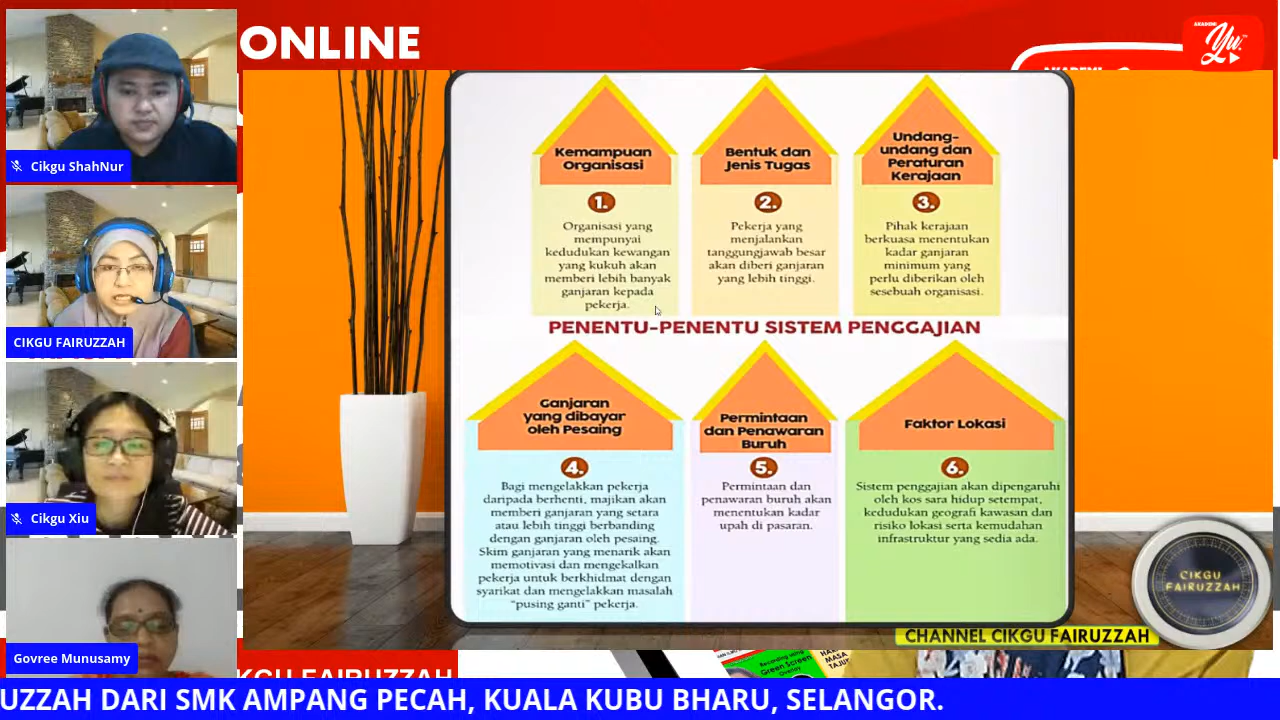 ONLINE
AKADEMI
Yu
Cikgu ShahNur
CIKGU FAIRUZZAH
Cikgu Xiu
Govree Munusamy
Kemampuan
Organisasi
1.
Organisasi yang
mempunyai
kedudukan kewangan
yang kukuh akan
memberi lebih banyak
ganjaran kepada
pekerja.
Bentuk dan
Jenis Tugas
2.
Pekerja yang
menjalankan
tanggungjawab besar
akan diberi ganjaran
yang lebih tinggi.
Undang-
undang dan
Peraturan
Kerajaan
3.
Pihak kerajaan
berkuasa menentukan
kadar ganjaran
minimum yang
perlu diberikan oleh
sesebuah organisasi.
PENENTU-PENENTU SISTEM PENGGAJIAN
Ganjaran
yang dibayar
oleh Pesaing
4.
Bagi mengelakkan pekerja
daripada berhenti, majikan akan
memberi ganjaran yang setara
atau lebih tinggi berbanding
dengan ganjaran oleh pesaing.
Skim ganjaran yang menarik akan
memotivasi dan mengekalkan
pekerja untuk berkhidmat dengan
syarikat dan mengelakkan masalah
“pusing ganti” pekerja.
Permintaan
dan Penawaran
Buruh
5.
Permintaan dan
penawaran buruh akan
menentukan kadar
upah di pasaran.
Faktor Lokasi
6.
Sistem penggajian akan dipengaruhi
oleh kos sara hidup setempat,
kedudukan geografi kawasan dan
risiko lokasi serta kemudahan
infrastruktur yang sedia ada.
CIKGU
FAIRUZZAH
CHANNEL CIKGU FAIRUZZAH
Recording using
Green Screen
Overlay
MASA
UZZAH DARI SMK AMPANG PECAH, KUALA KUBU BHARU, SELANGOR.